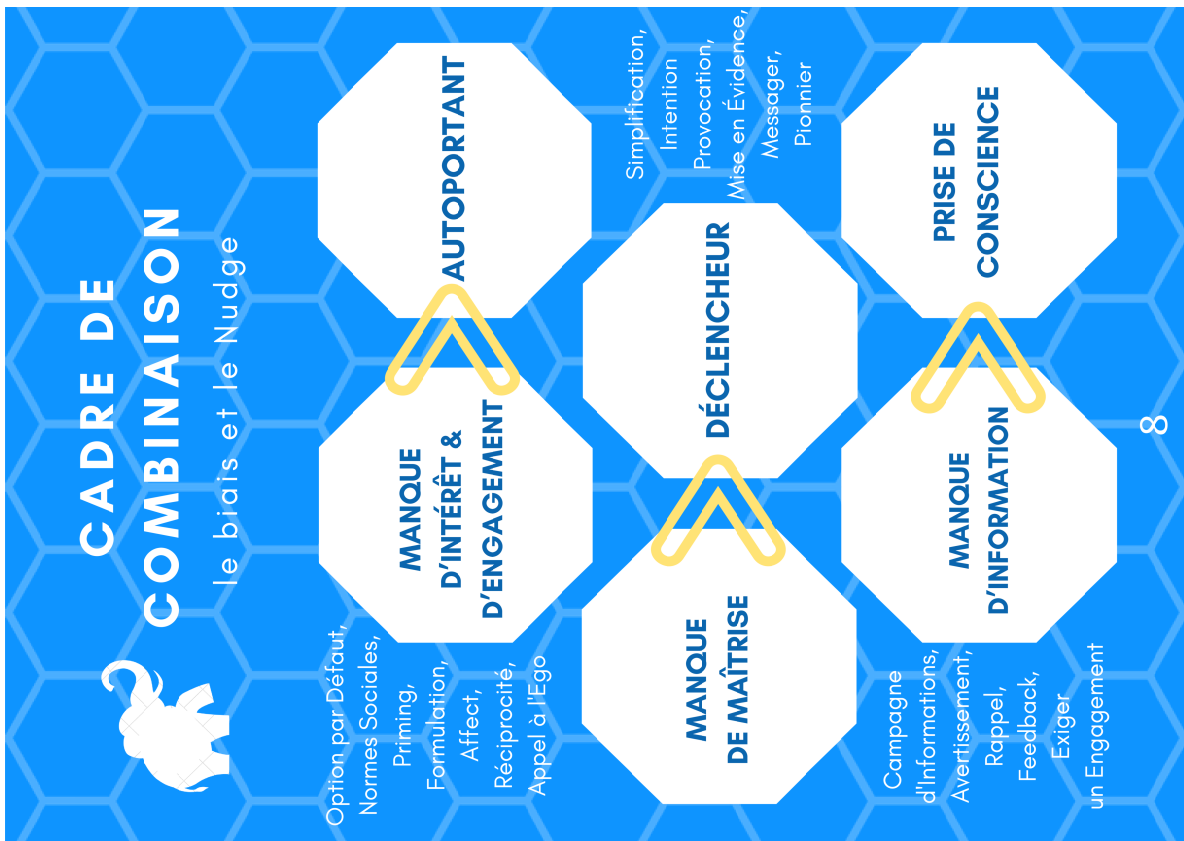 CADRE DE
COMBINAISON
le biais et le Nudge
Option par Défaut,
Normes Sociales,
Priming,
Formulation,
Affect,
Réciprocité,
Appel à l'Ego
MANQUE
D'INTÉRÊT &
D'ENGAGEMENT
AUTOPORTANT
MANQUE
DE MAÎTRISE
DÉCLENCHEUR
Simplification,
Intention
Provocation,
Mise en Évidence,
Messager,
Pionnier
Campagne
d'Informations,
Avertissement,
Rappel,
Feedback,
Exiger
un Engagement
MANQUE
D'INFORMATION
PRISE DE
CONSCIENCE
8